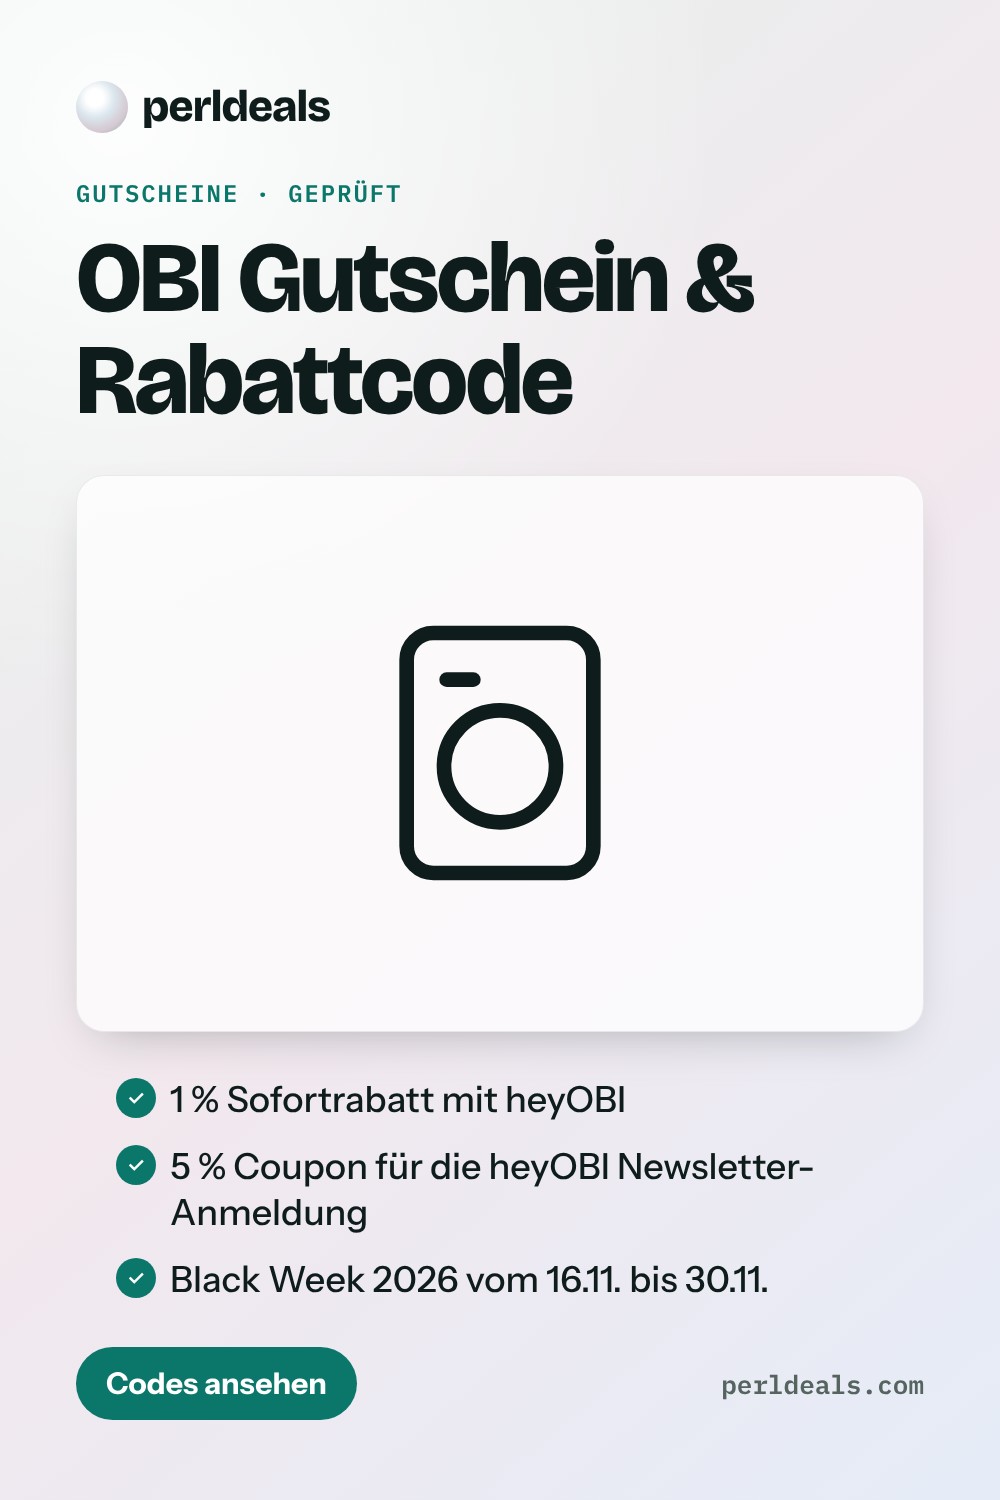 perldeals
GUTSCHEINE · GEPRÜFT
OBI Gutschein &
Rabattcode
1 % Sofortrabatt mit heyOBI
5 % Coupon für die heyOBI Newsletter-
Anmeldung
Black Week 2026 vom 16.11. bis 30.11.
Codes ansehen
perldeals.com